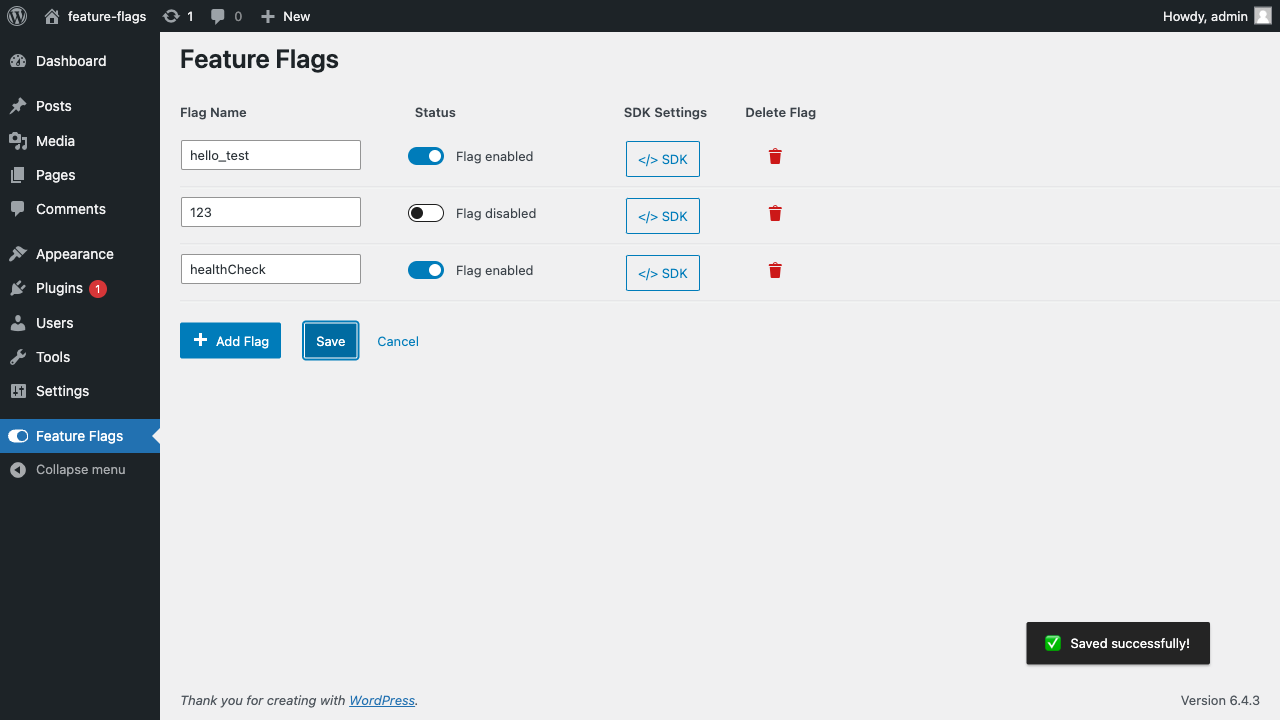 feature-flags 1 0 New Howdy, admin
Dashboard
Posts
Media
Pages
Comments
Appearance
Plugins 1
Users
Tools
Settings
Feature Flags
Collapse menu
Feature Flags
Flag Name Status SDK Settings Delete Flag
hello_test Flag enabled </> SDK
123 Flag disabled </> SDK
healthCheck Flag enabled </> SDK
Add Flag Save Cancel
Saved successfully!
Thank you for creating with WordPress. Version 6.4.3